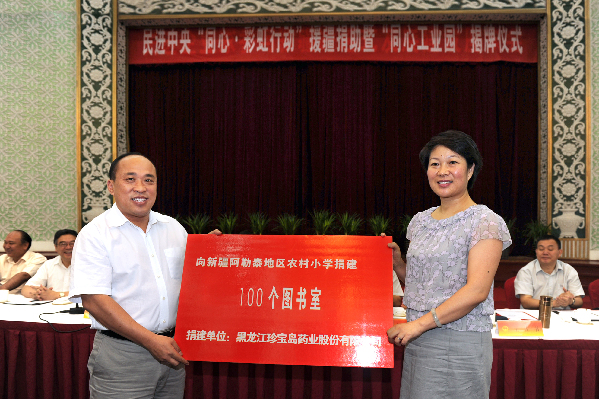 民进中央“同心·彩虹行动”援疆捐助暨“同心工业园”揭牌仪式
向新疆阿勒泰地区农村小学捐建
100个图书室
捐建单位：黑龙江珍宝岛药业股份有限公司